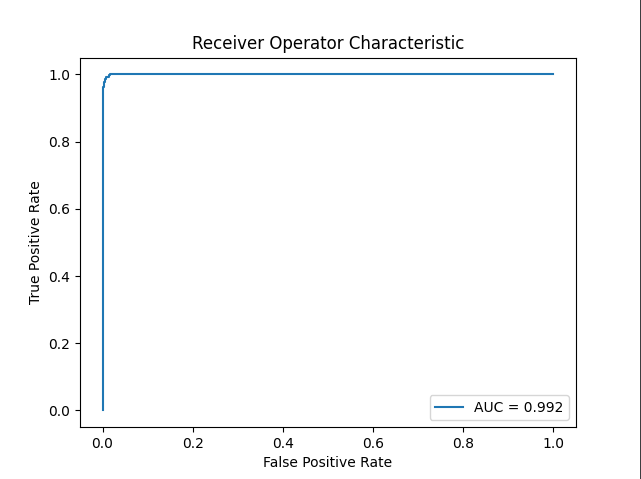 Receiver Operator Characteristic
1.0
0.8
0.6
0.4
0.2
0.0
True Positive Rate
AUC = 0.992
0.0 0.2 0.4 0.6 0.8 1.0
False Positive Rate